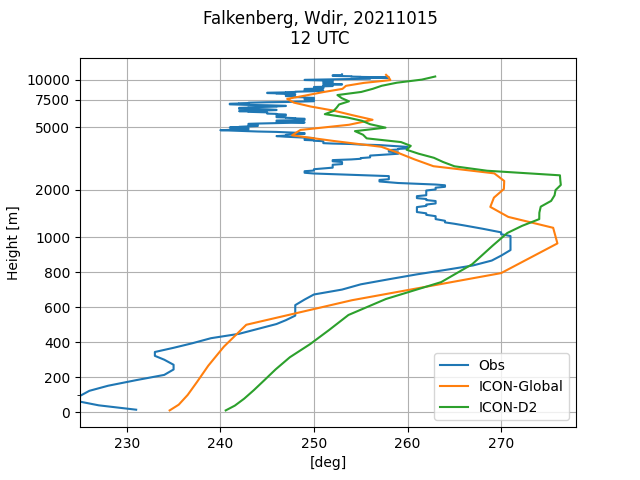 Falkenberg, Wdir, 20211015
12 UTC
10000
7500
5000
2000
1000
800
600
400
200
0
Height [m]
230
240
250
260
270
[deg]
Obs
ICON-Global
ICON-D2